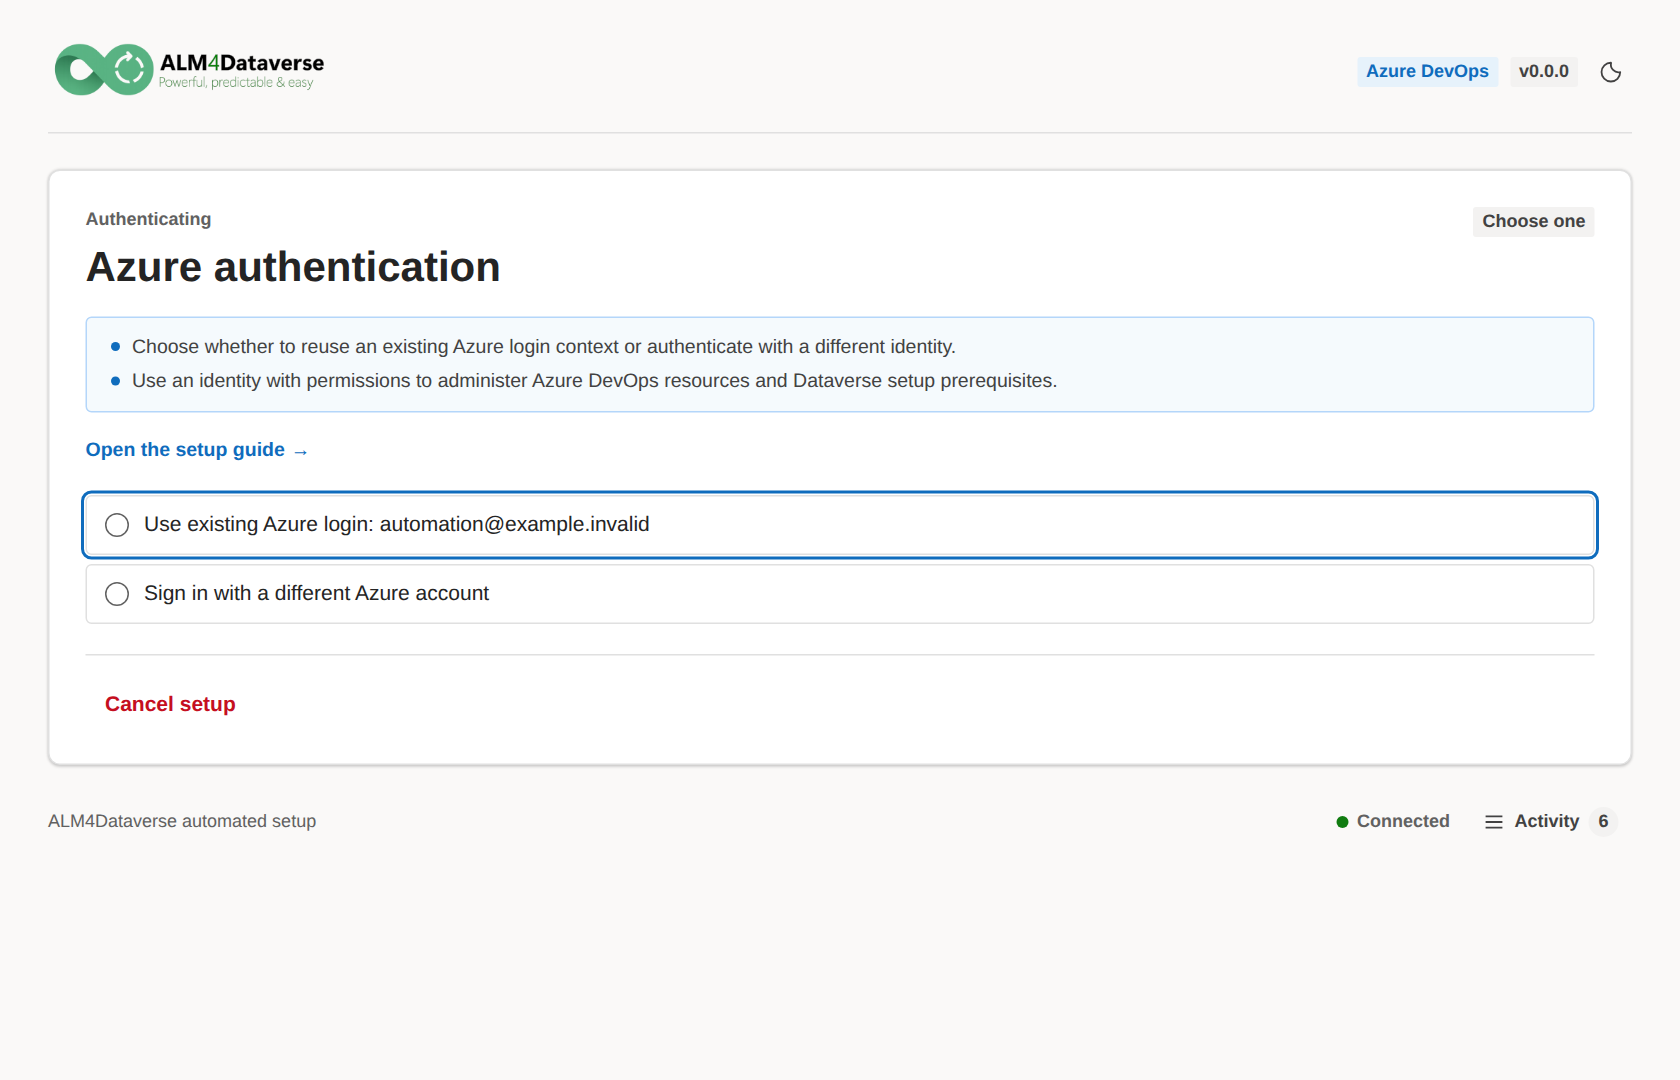 ALM4Dataverse
Powerful, predictable & easy
Azure DevOps
v0.0.0
Authenticating
Choose one
Azure authentication
Choose whether to reuse an existing Azure login context or authenticate with a different identity.
Use an identity with permissions to administer Azure DevOps resources and Dataverse setup prerequisites.
Open the setup guide →
Use existing Azure login: automation@example.invalid
Sign in with a different Azure account
Cancel setup
ALM4Dataverse automated setup
Connected
Activity 6